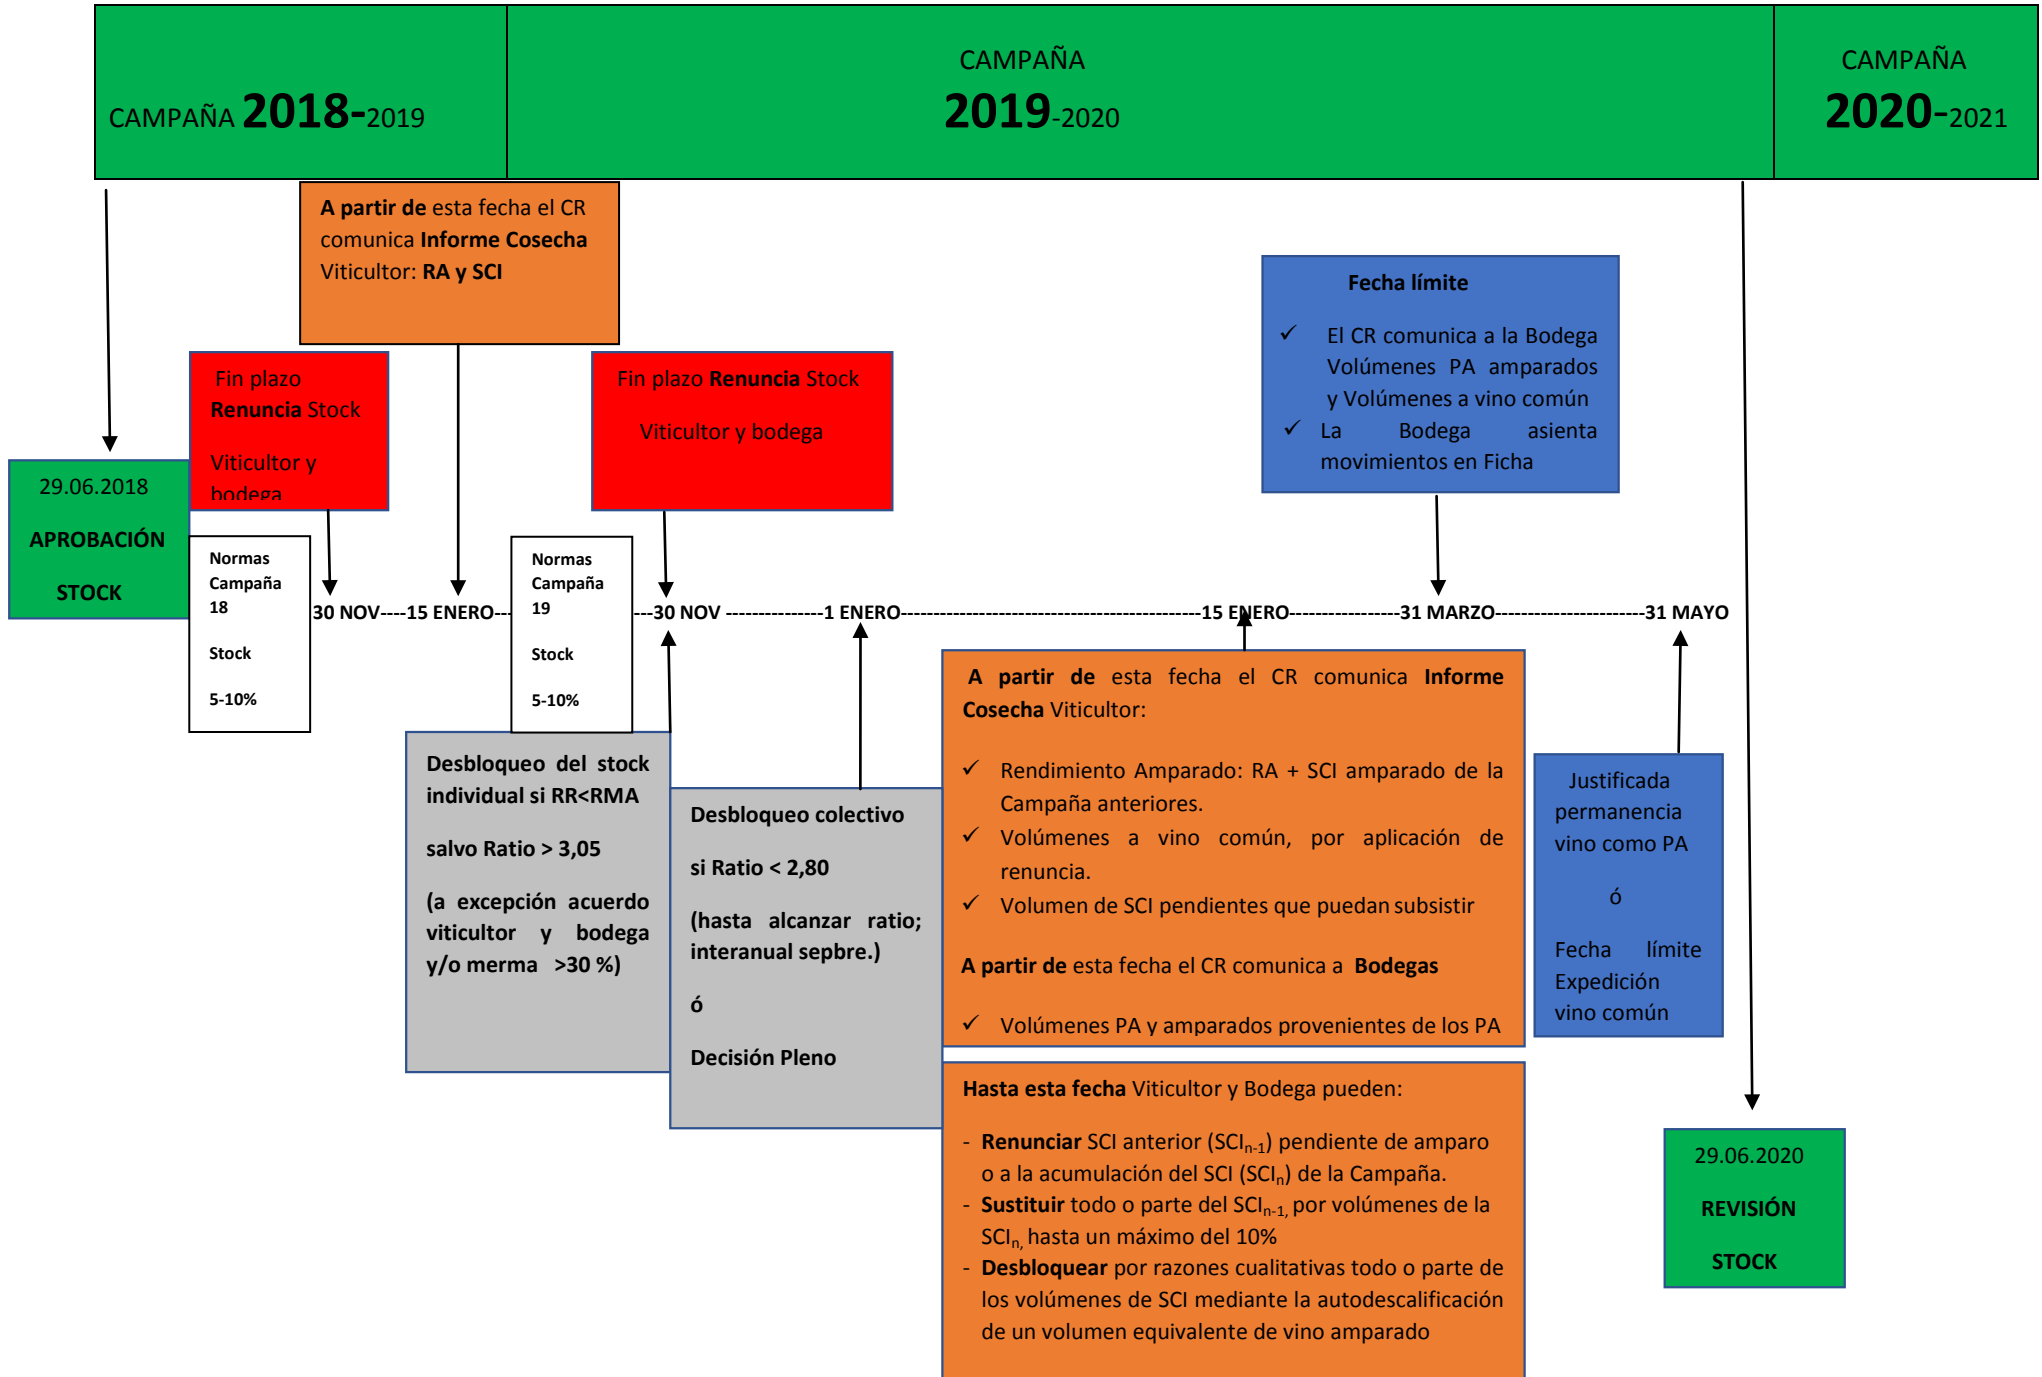 CAMPAÑA 2018-2019
CAMPAÑA
2019-2020
CAMPAÑA
2020-2021
A partir de esta fecha el CR
comunica Informe Cosecha
Viticultor: RA y SCI
Fecha límite
✓ El CR comunica a la Bodega
Volúmenes PA amparados
y Volúmenes a vino común
✓ La Bodega asienta
movimientos en Ficha
Fin plazo
Renuncia Stock
Viticultor y
bodega
Fin plazo Renuncia Stock
Viticultor y bodega
29.06.2018
APROBACIÓN
STOCK
Normas
Campaña
18
Stock
5-10%
Normas
Campaña
19
Stock
5-10%
30 NOV----15 ENERO-- ---30 NOV ---------------1 ENERO----------------------------------------------15 ENERO-----------------31 MARZO-----------------------31 MAYO
Desbloqueo del stock
individual si RR<RMA
salvo Ratio > 3,05
(a excepción acuerdo
viticultor y bodega
y/o merma >30 %)
Desbloqueo colectivo
si Ratio < 2,80
(hasta alcanzar ratio;
interanual sepbre.)
ó
Decisión Pleno
A partir de esta fecha el CR comunica Informe
Cosecha Viticultor:
✓ Rendimiento Amparado: RA + SCI amparado de la
Campaña anteriores.
✓ Volúmenes a vino común, por aplicación de
renuncia.
✓ Volumen de SCI pendientes que puedan subsistir
A partir de esta fecha el CR comunica a Bodegas
✓ Volúmenes PA y amparados provenientes de los PA
Justificada
permanencia
vino como PA
ó
Fecha límite
Expedición
vino común
Hasta esta fecha Viticultor y Bodega pueden:
- Renunciar SCI anterior (SCIn-1) pendiente de amparo
o a la acumulación del SCI (SCIn) de la Campaña.
- Sustituir todo o parte del SCIn-1, por volúmenes de la
SCIn, hasta un máximo del 10%
- Desbloquear por razones cualitativas todo o parte de
los volúmenes de SCI mediante la autodescalificación
de un volumen equivalente de vino amparado
29.06.2020
REVISIÓN
STOCK